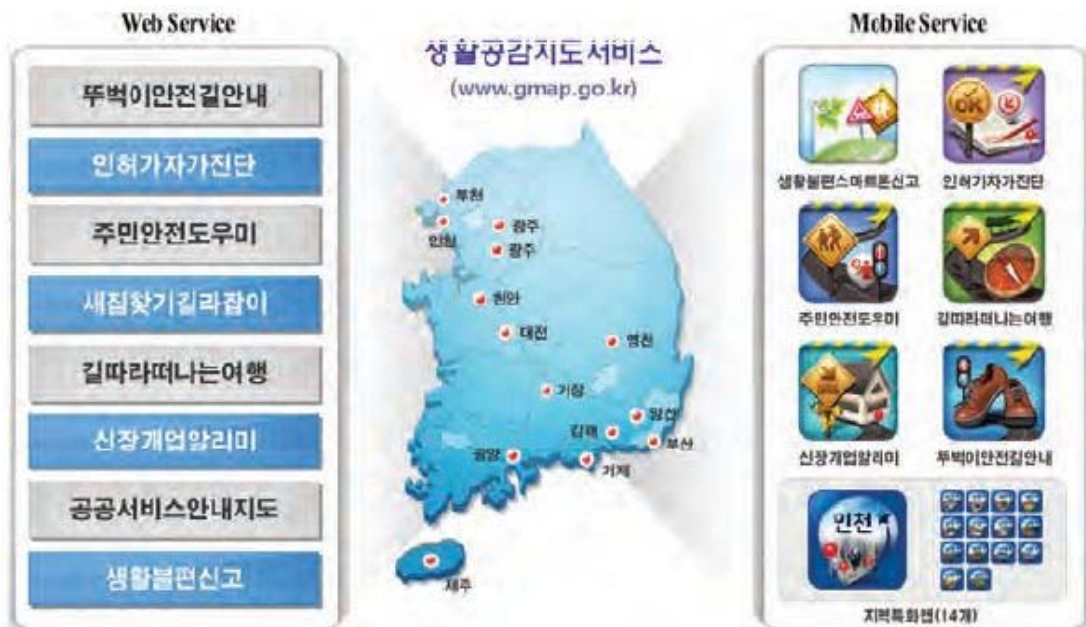 Web Service
뚜벅이안전길안내
인허가자가진단
주민안전도우미
새집찾기길라잡이
길따라떠나는여행
신장개업알리미
공공서비스안내지도
생활불편신고
생활공감지도서비스
(www.gmap.go.kr)
부천
인천
광주
광주
천안
대전
영천
거창
양산
김해
부산
광양
거제
제주
Mobile Service
생활불편스마트폰신고
인허가자가진단
주민안전도우미
길따라떠나는여행
신장개업알리미
뚜벅이안전길안내
인천
지역특화맵(14개)